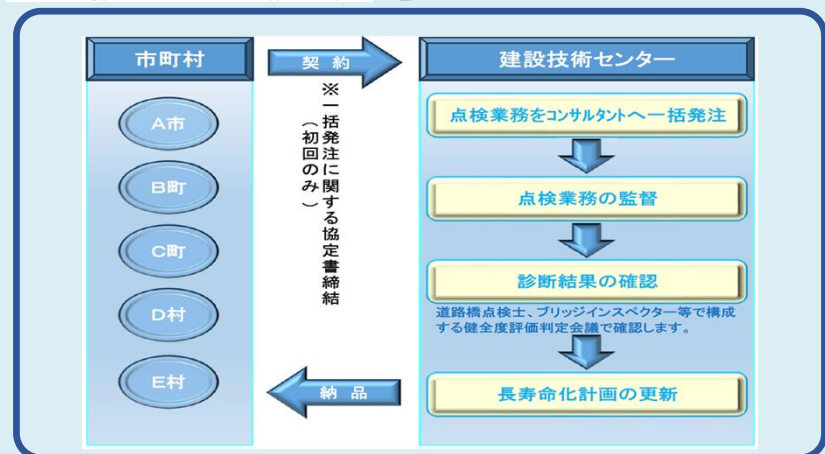 市町村
契約
建設技術センター
A市
B町
C町
D村
E村
※一括発注に関する協定書締結
（初回のみ）
点検業務をコンサルタントへ一括発注
点検業務の監督
診断結果の確認
道路橋点検士、ブリッジインスペクター等で構成
する健全度評価判定会議で確認します。
納品
長寿命化計画の更新